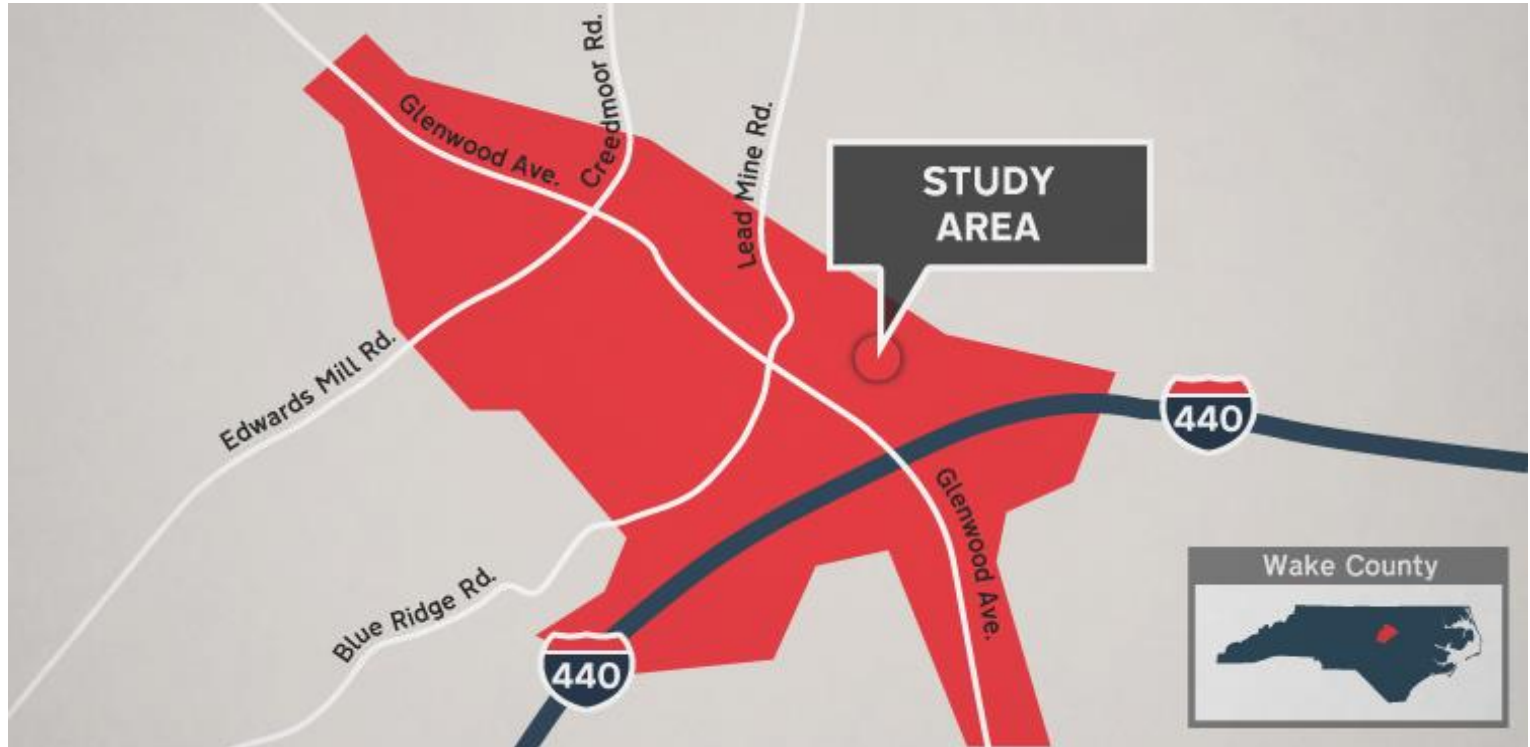 Creedmoor Rd.
Glenwood Ave.
Lead Mine Rd.
STUDY
AREA
Edwards Mill Rd.
440
Glenwood Ave.
Blue Ridge Rd.
440
Wake County